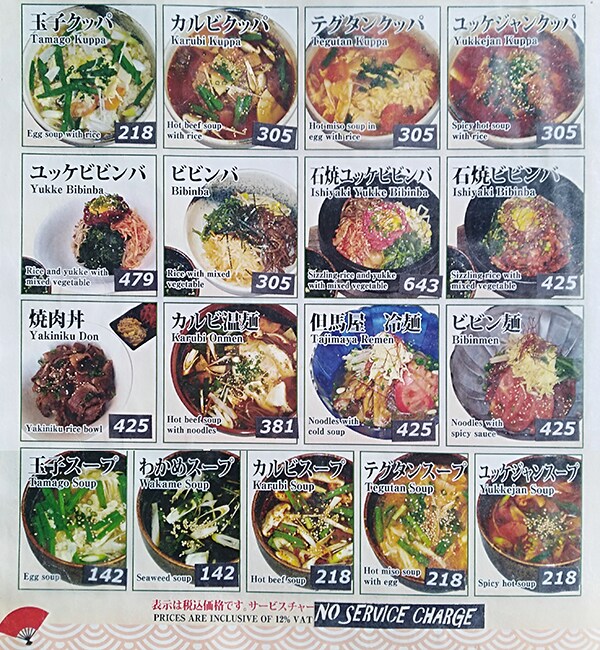 玉子クッパ
Tamago Kuppa
Egg soup with rice
218
カルビクッパ
Karubi Kuppa
Hot beef soup
with rice
305
テグタンクッパ
Tegutan Kuppa
Hot miso soup in
egg with rice
305
ユッケジャンクッパ
Yukkejan Kuppa
Spicy hot soup
with rice
305
ユッケビビンバ
Yukke Bibinba
Rice and yukke with
mixed vegetable
479
ビビンバ
Bibinba
Rice with mixed
vegetable
305
石焼ユッケビビンバ
Ishiyaki Yukke Bibinba
Sizzling rice and yukke
with mixed vegetable
643
石焼ビビンバ
Ishiyaki Bibinba
Sizzling rice with
mixed vegetable
425
焼肉丼
Yakiniku Don
Yakiniku rice bowl
425
カルビ温麺
Karubi Onmen
Hot beef soup
with noodles
381
但馬屋 冷麺
Tajimaya Remen
Noodles with
cold soup
425
ビビン麺
Bibinmen
Noodles with
spicy sauce
425
玉子スープ
Tamago Soup
Egg soup
142
わかめスープ
Wakame Soup
Seaweed soup
142
カルビスープ
Karubi Soup
Hot beef soup
218
テグタンスープ
Tegutan Soup
Hot miso soup
with egg
218
ユッケジャンスープ
Yukkejan Soup
Spicy hot soup
218
表示は税込価格です。サービスチャー
PRICES ARE INCLUSIVE OF 12% VAT
NO SERVICE CHARGE